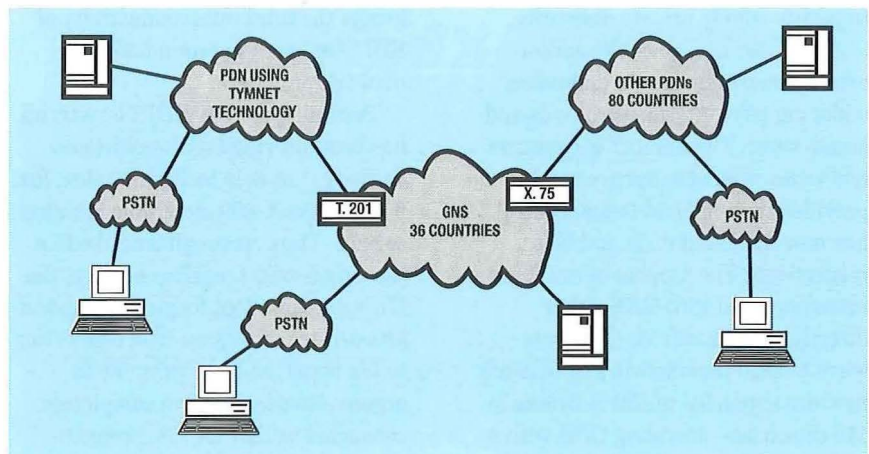 PDN USING
TYMNET
TECHNOLOGY
OTHER PDNs
80 COUNTRIES
T. 201
X. 75
GNS
36 COUNTRIES
PSTN
PSTN
PSTN